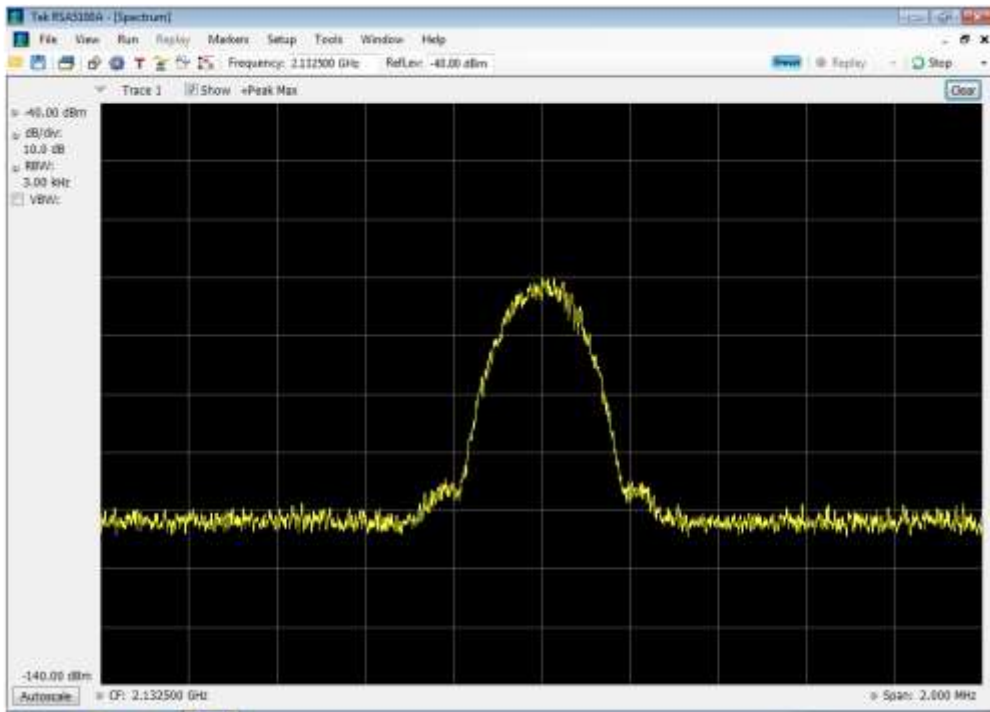 Tek RSA5100A - [Spectrum]
File View Run Replay Markers Setup Tools Window Help
T Frequency: 2.132500 GHz RefLev: -40.00 dBm Preset Replay Stop
Trace 1 Show +Peak Max Clear
-40.00 dBm
dB/div:
10.0 dB
RBW:
3.00 kHz
VBW:
-140.00 dBm
Autoscale CF: 2.132500 GHz Span: 2.000 MHz